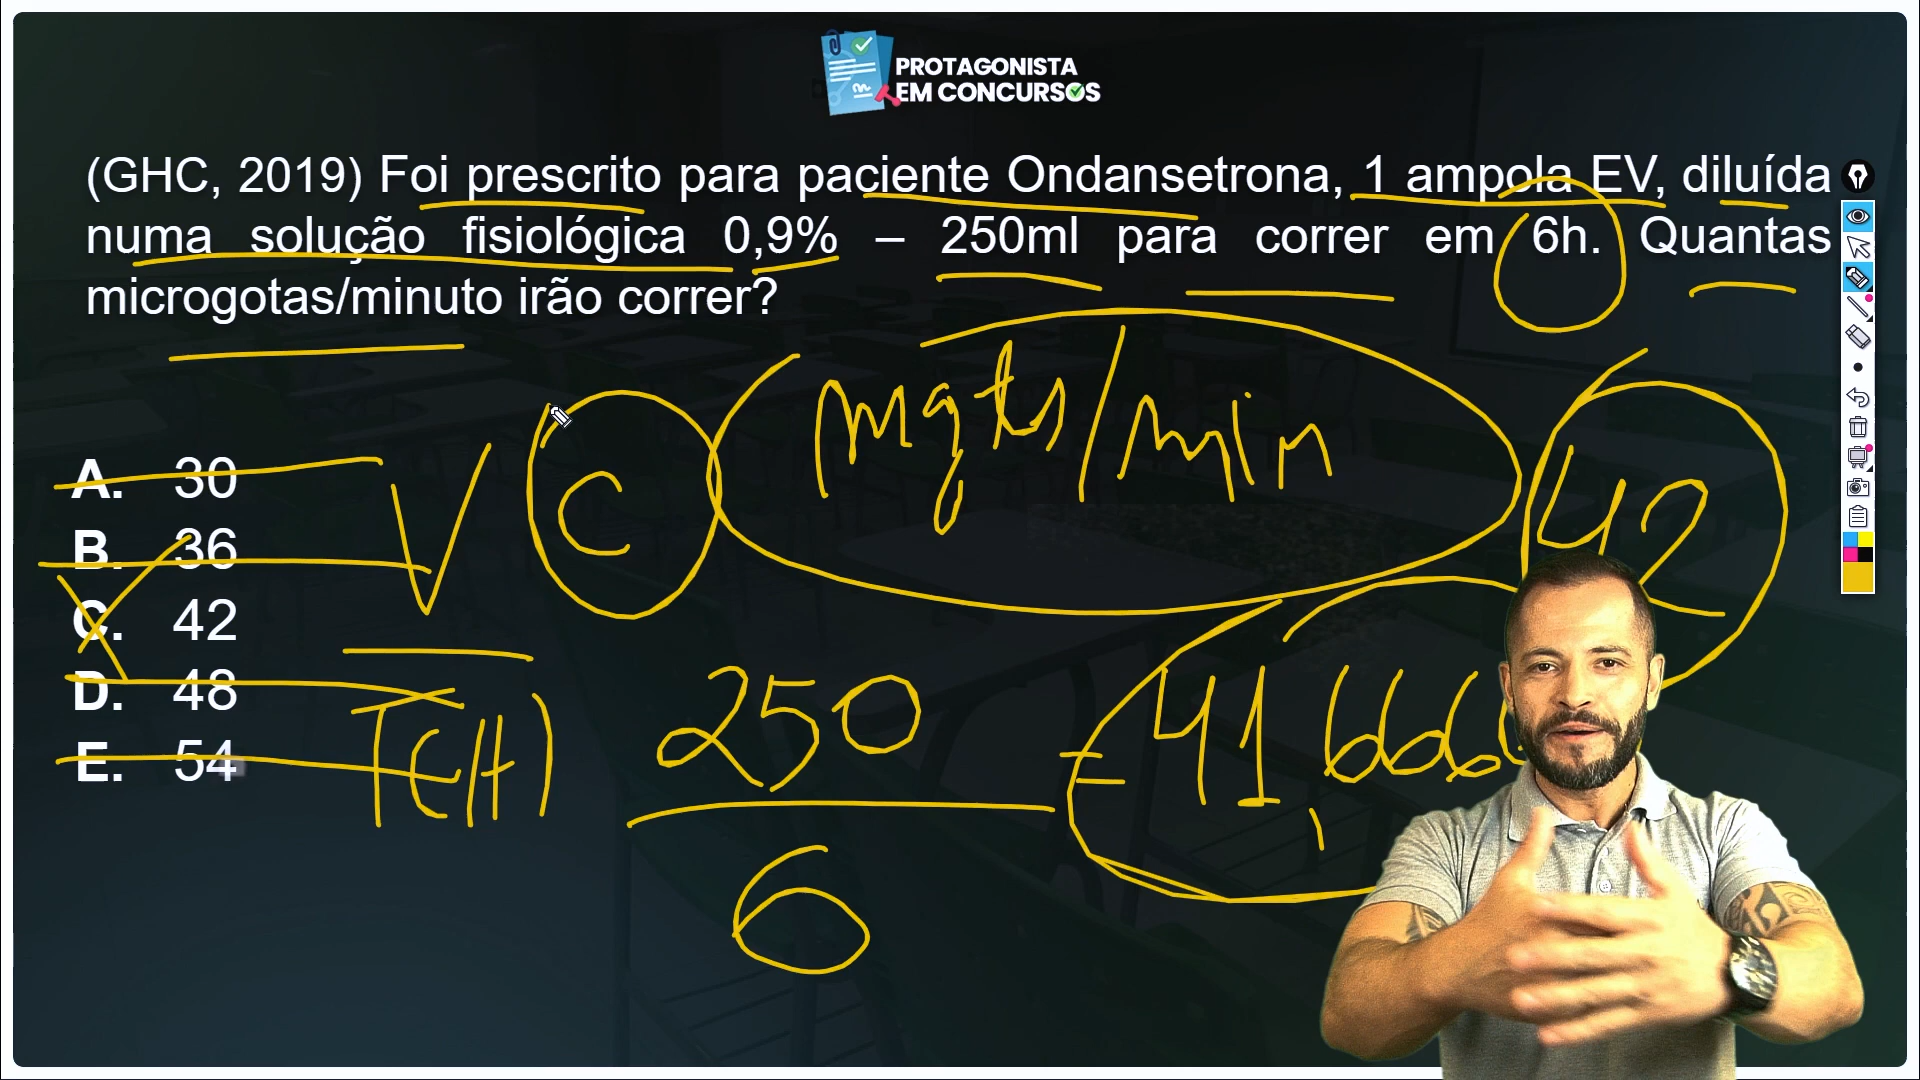 PROTAGONISTA
EM CONCURSOS
(GHC, 2019) Foi prescrito para paciente Ondansetrona, 1 ampola EV, diluída
numa solução fisiológica 0,9% – 250ml para correr em 6h. Quantas
microgotas/minuto irão correr?
mgts/min
A. 30
V
C
42
B. 36
C. 42
D. 48
T(H)
250
= 41,6666
E. 54
6